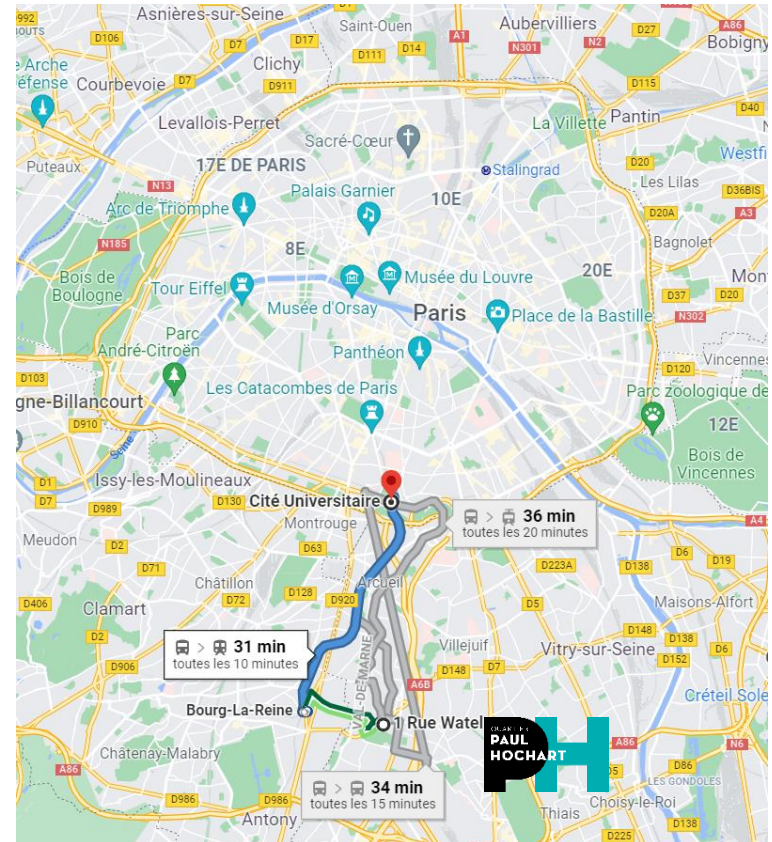 992
Asnières-sur-Seine
D106
D7
D17
Saint-Ouen
D111
D14
A1
Aubervilliers
N301
N2
D27
A86
Bobigny
Arche
Clichy
Courbevoie
D7
D911
D115
Levallois-Perret
La Villette
Pantin
D40
Sacré-Cœur
Puteaux
17E DE PARIS
Stalingrad
D20
Westfi
N13
Palais Garnier
10E
Les Lilas
D36BIS
Arc de Triomphe
D20A
A3
N185
8E
Bagnolet
Bois de
Boulogne
Tour Eiffel
Musée du Louvre
20E
Mon
Musée d'Orsay
D37
D20
Paris
Place de la Bastille
N302
Parc
André-Citroën
Panthéon
Vincennes
D103
D120
gne-Billancourt
Les Catacombes de Paris
Parc zoologique de
D910
12E
Seine
Bois de
Vincennes
D1
Issy-les-Moulineaux
D7
D989
D130
Cité Universitaire
> 36 min
toutes les 20 minutes
A4
Montrouge
Meudon
D2
D63
D6
D71
D223A
D138
D19
Châtillon
Arcueil
D406
D72
D128
D920
D5
Maisons-Alfort
Clamart
D2
D148
D138
> 31 min
toutes les 10 minutes
VAL-DE-MARNE
Villejuif
Vitry-sur-Seine
D152
D6
D906
D148
D7
A6B
Créteil Sole
Bourg-La-Reine
1 Rue Watel
QUARTIER
PAUL
HOCHART
PH
A86
N6
Châtenay-Malabry
A86
> 34 min
toutes les 15 minutes
05
D86
LES GONDOLES
D986
D986
Antony
Choisy-le-Roi
Thiais
D138
D225